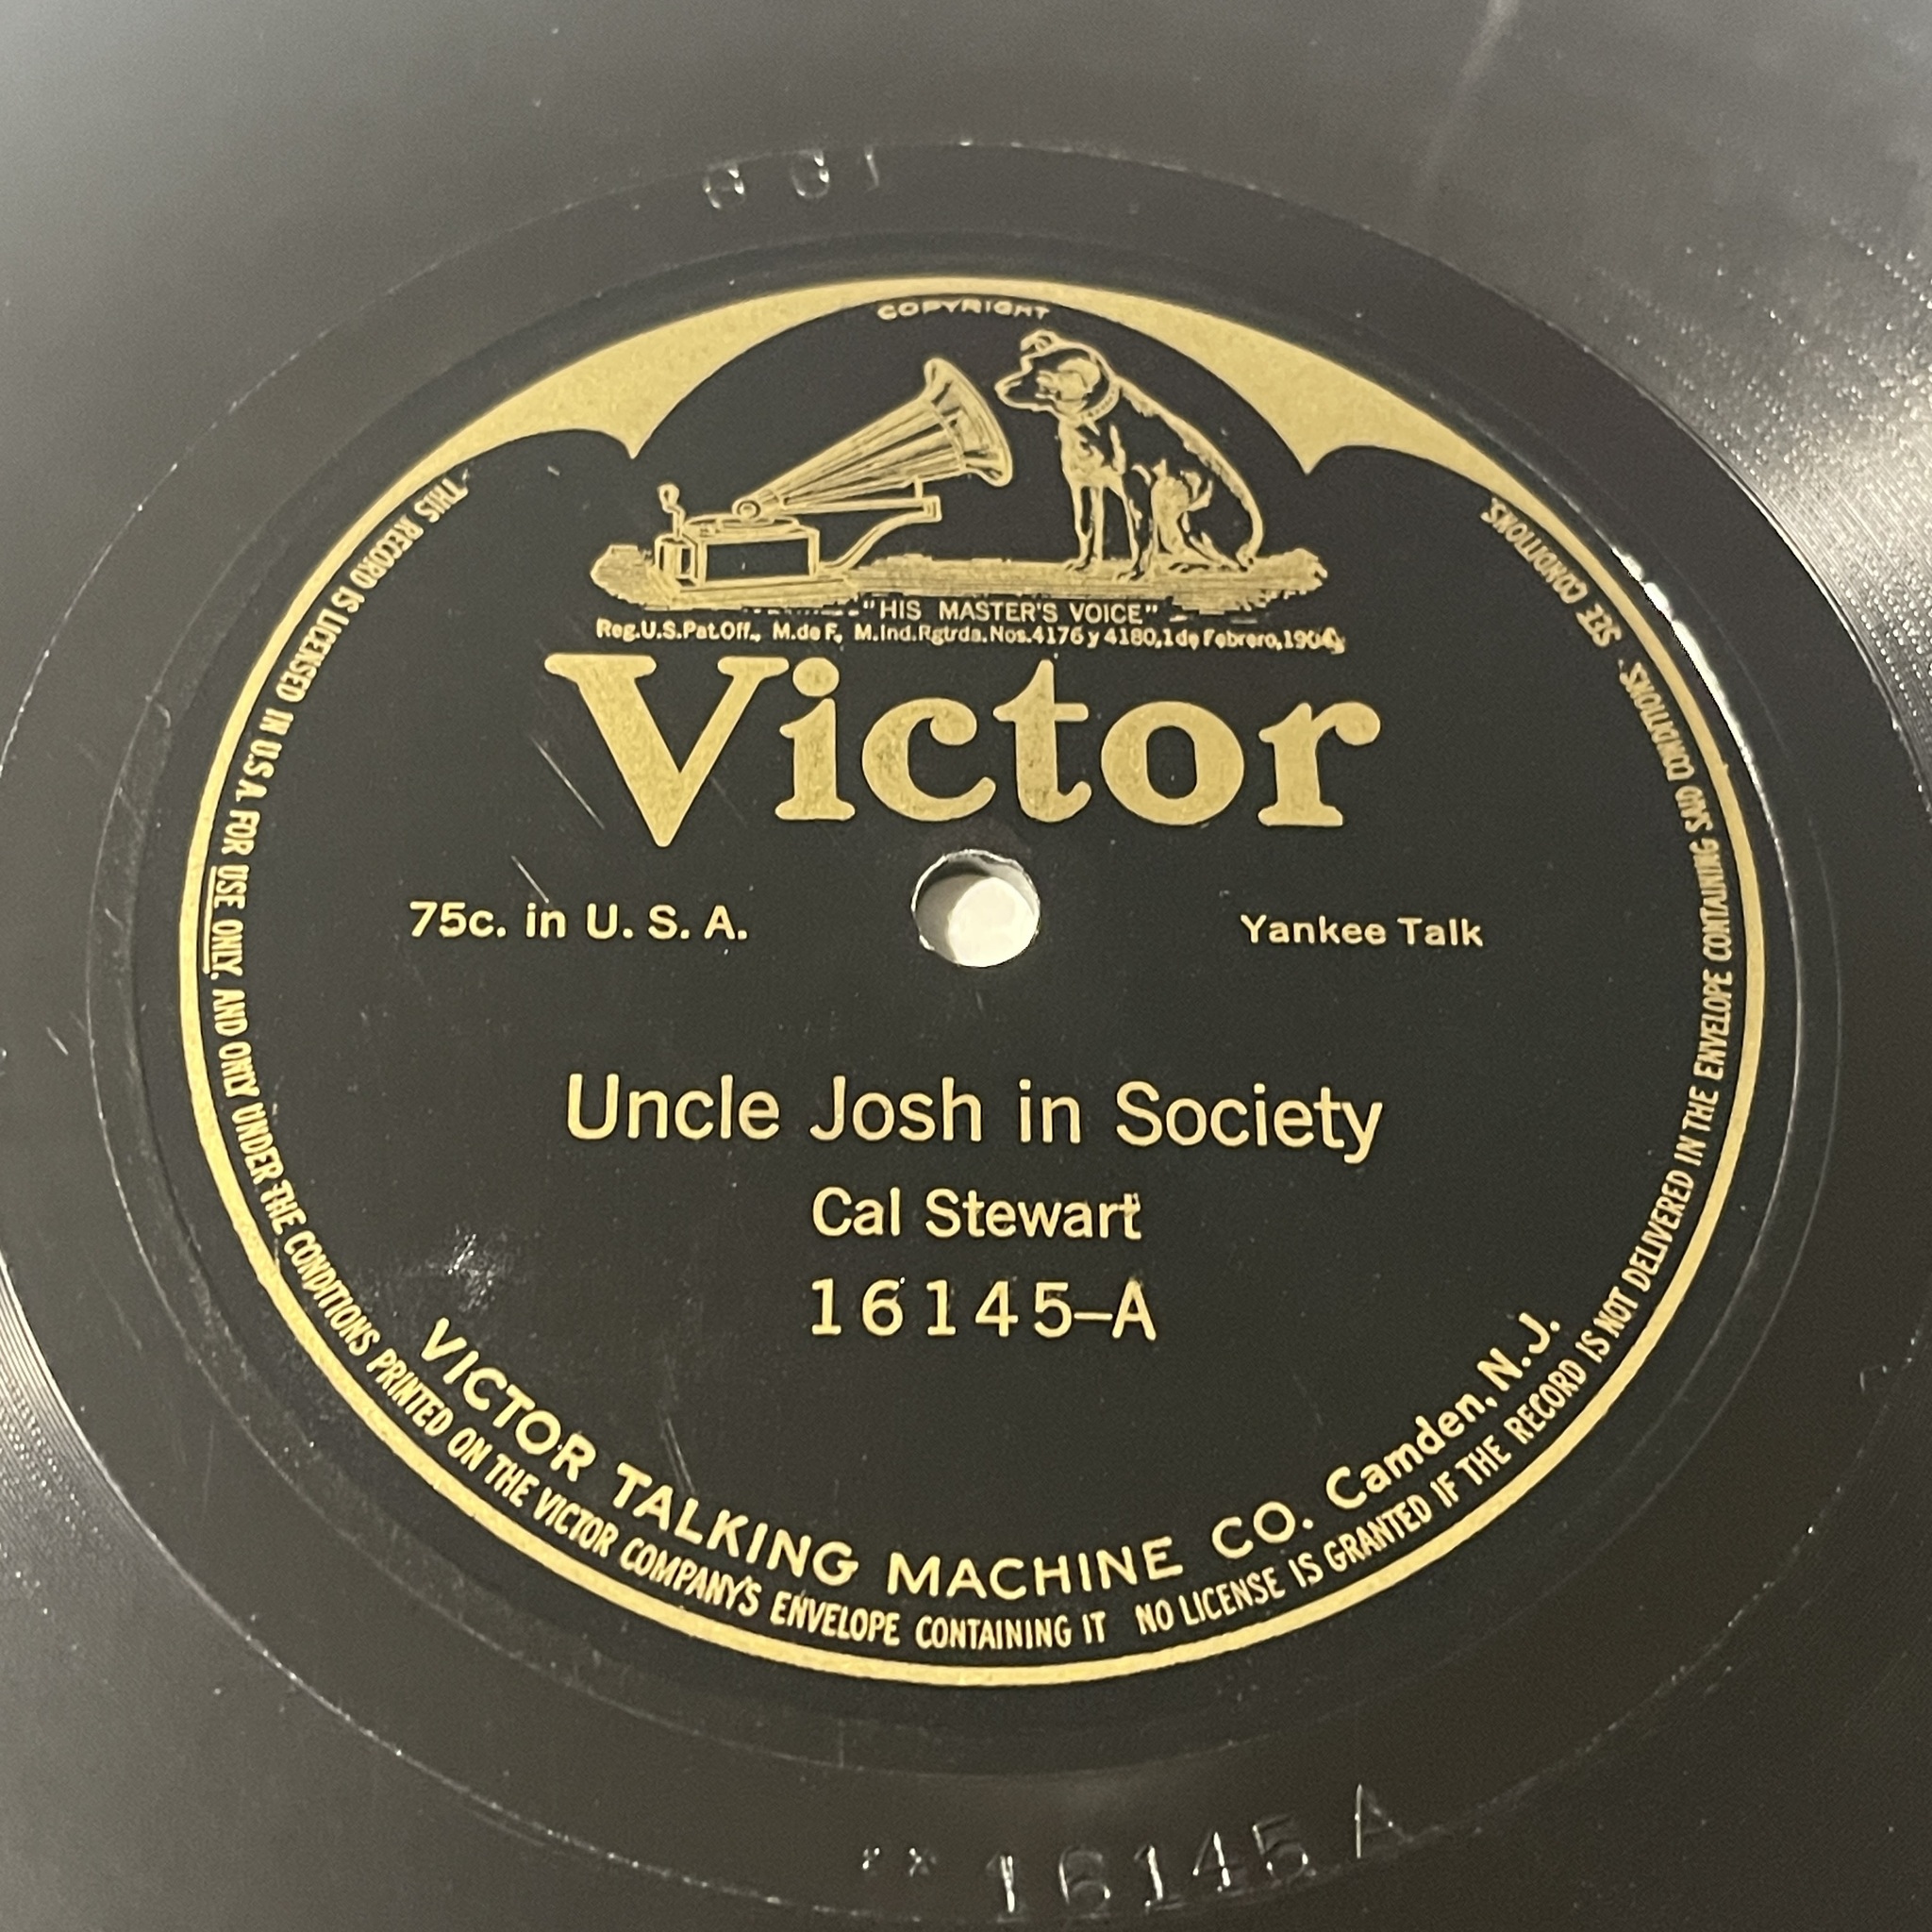 COPYRIGHT
"HIS MASTER'S VOICE"
Reg.U.S.Pat.Off., M.de F., M.Ind.Rgtrda.Nos.4176 y 4180,1de Febrero,1904,
Victor
75c. in U. S. A.
Yankee Talk
Uncle Josh in Society
Cal Stewart
16145–A
VICTOR TALKING MACHINE CO. Camden, N.J.
THIS RECORD IS LICENSED IN U.S.A. FOR USE ONLY, AND ONLY UNDER THE CONDITIONS PRINTED ON THE VICTOR COMPANY'S ENVELOPE CONTAINING IT NO LICENSE IS GRANTED IF THE RECORD IS NOT DELIVERED IN THE ENVELOPE CONTAINING SAID CONDITIONS. SEE CONDITIONS.
16145 A